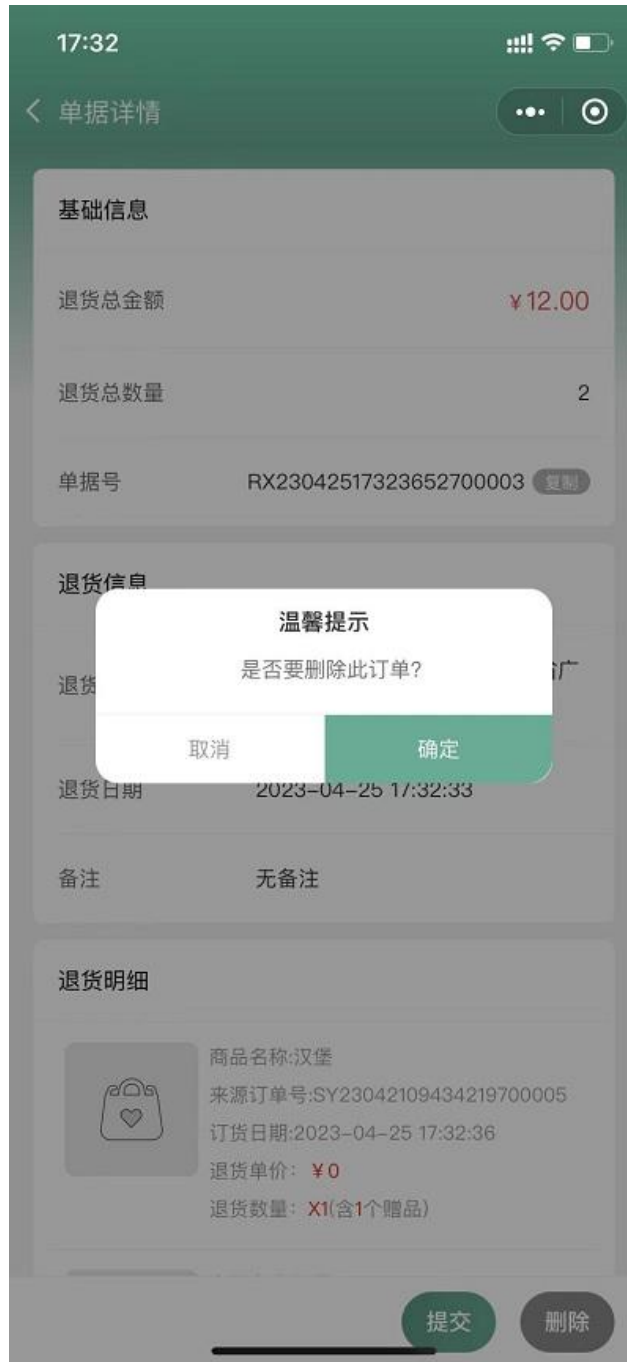 17:32
单据详情
基础信息
退货总金额 ¥12.00
退货总数量 2
单据号 RX23042517323652700003 复制
退货信息
温馨提示
是否要删除此订单?
退货
广
取消 确定
退货日期 2023-04-25 17:32:33
备注 无备注
退货明细
商品名称:汉堡
来源订单号:SY23042109434219700005
订货日期:2023-04-25 17:32:36
退货单价: ¥0
退货数量: X1(含1个赠品)
提交 删除